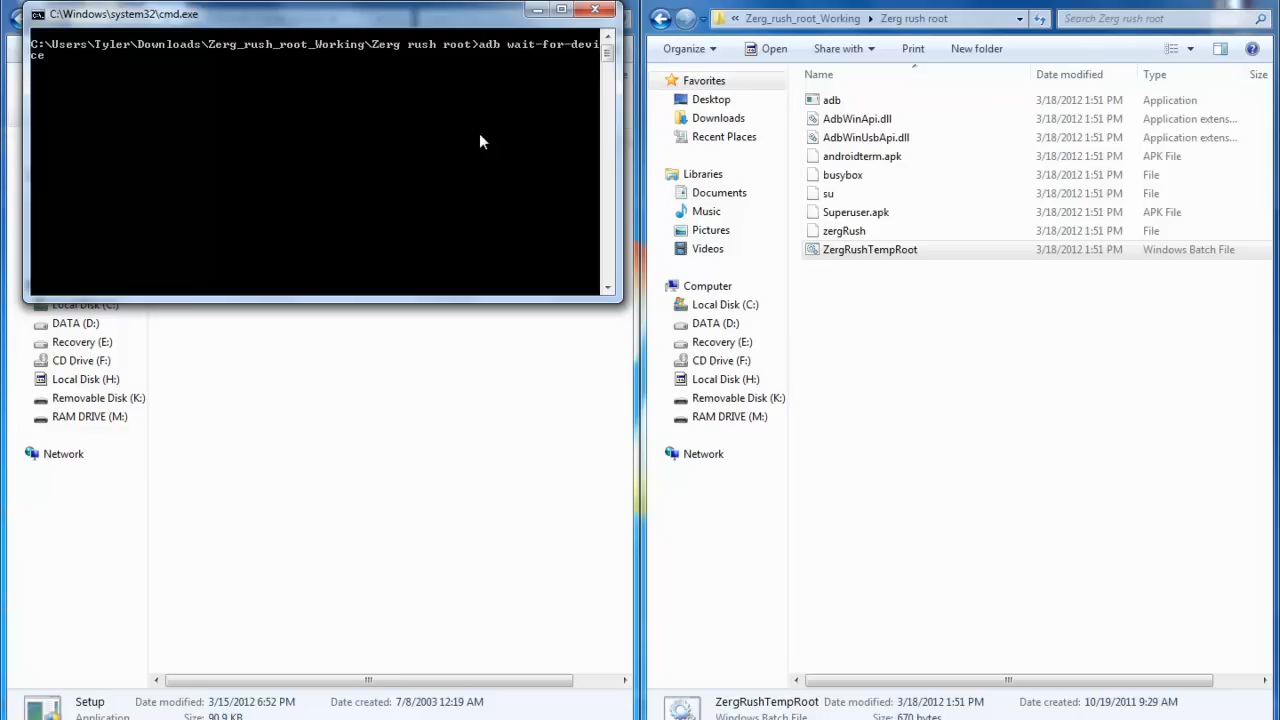 C:\Windows\system32\cmd.exe
C:\Users\Tyler\Downloads\Zerg_rush_root_Working\Zerg rush root>adb wait-for-devi
ce
Local Disk (C:)
DATA (D:)
Recovery (E:)
CD Drive (F:)
Local Disk (H:)
Removable Disk (K:)
RAM DRIVE (M:)
Network
Setup Date modified: 3/15/2012 6:52 PM Date created: 7/8/2003 12:19 AM
Application Size: 90.9 KB
« Zerg_rush_root_Working Zerg rush root Search Zerg rush root
Organize Open Share with Print New folder
Favorites
Desktop
Downloads
Recent Places
Libraries
Documents
Music
Pictures
Videos
Computer
Local Disk (C:)
DATA (D:)
Recovery (E:)
CD Drive (F:)
Local Disk (H:)
Removable Disk (K:)
RAM DRIVE (M:)
Network
Name Date modified Type Size
adb 3/18/2012 1:51 PM Application
AdbWinApi.dll 3/18/2012 1:51 PM Application extens...
AdbWinUsbApi.dll 3/18/2012 1:51 PM Application extens...
androidterm.apk 3/18/2012 1:51 PM APK File
busybox 3/18/2012 1:51 PM File
su 3/18/2012 1:51 PM File
Superuser.apk 3/18/2012 1:51 PM APK File
zergRush 3/18/2012 1:51 PM File
ZergRushTempRoot 3/18/2012 1:51 PM Windows Batch File
ZergRushTempRoot Date modified: 3/18/2012 1:51 PM Date created: 10/19/2011 9:29 AM
Windows Batch File Size: 670 bytes